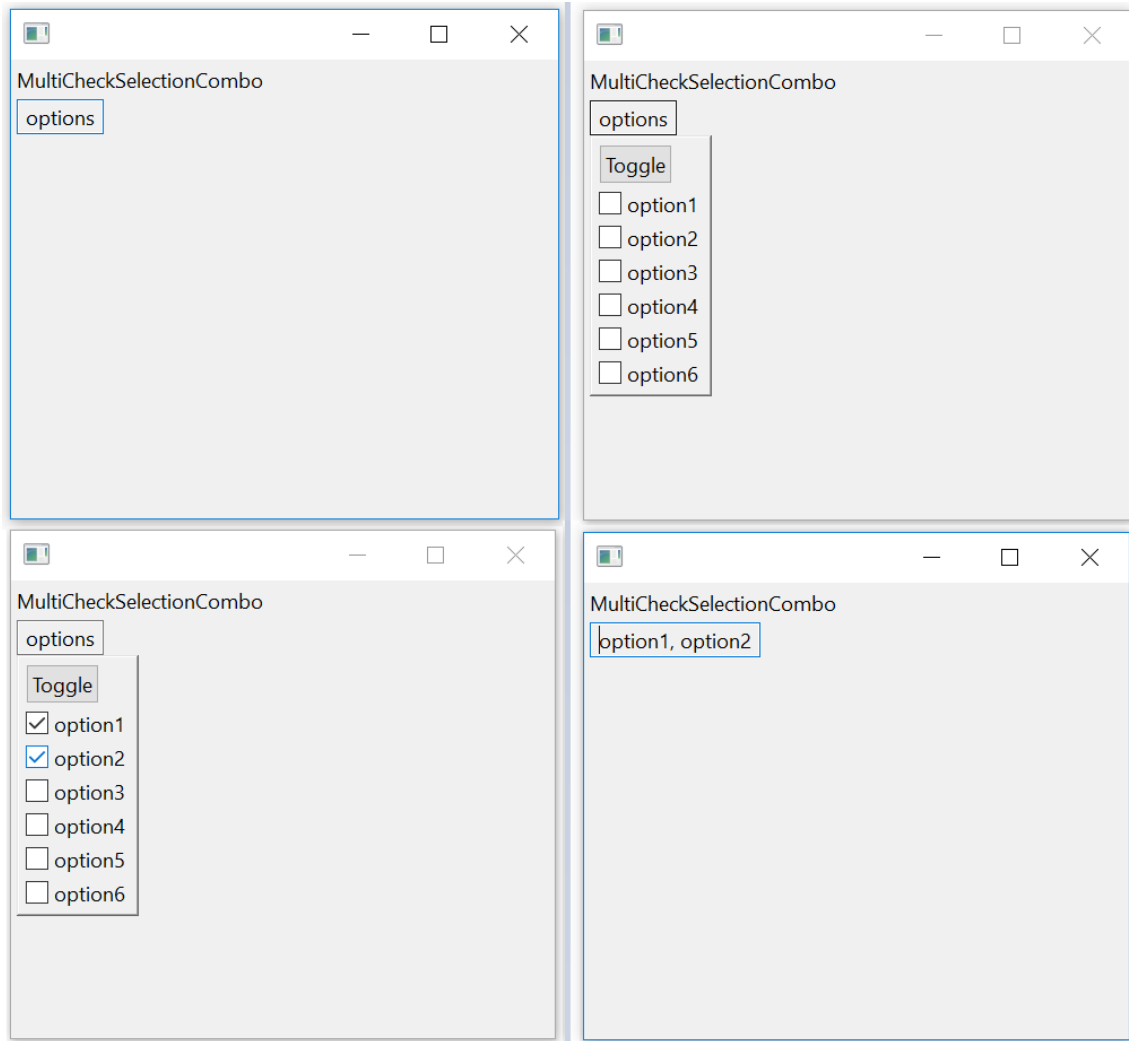 MultiCheckSelectionCombo
options
MultiCheckSelectionCombo
options
Toggle
option1
option2
option3
option4
option5
option6
MultiCheckSelectionCombo
options
Toggle
option1
option2
option3
option4
option5
option6
MultiCheckSelectionCombo
option1, option2